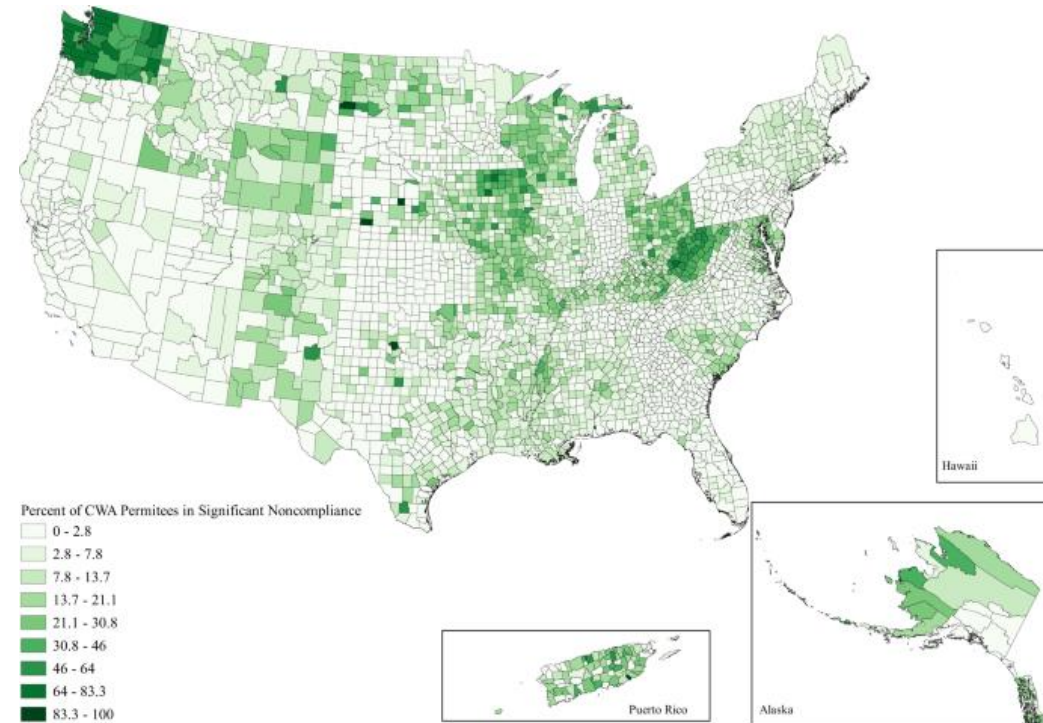 Hawaii
Percent of CWA Permitees in Significant Noncompliance
0 - 2.8
2.8 - 7.8
7.8 - 13.7
13.7 - 21.1
21.1 - 30.8
30.8 - 46
46 - 64
64 - 83.3
83.3 - 100
Puerto Rico
Alaska